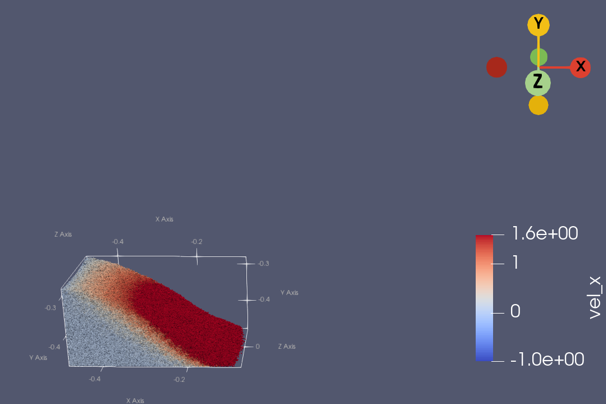 Y
X
Z
X Axis
Z Axis
-0.4
-0.2
-0.3
Y Axis
-0.4
-0.3
0
Z Axis
-0.4
Y Axis
-0.4
-0.2
X Axis
1.6e+00
1
0
-1.0e+00
vel_x